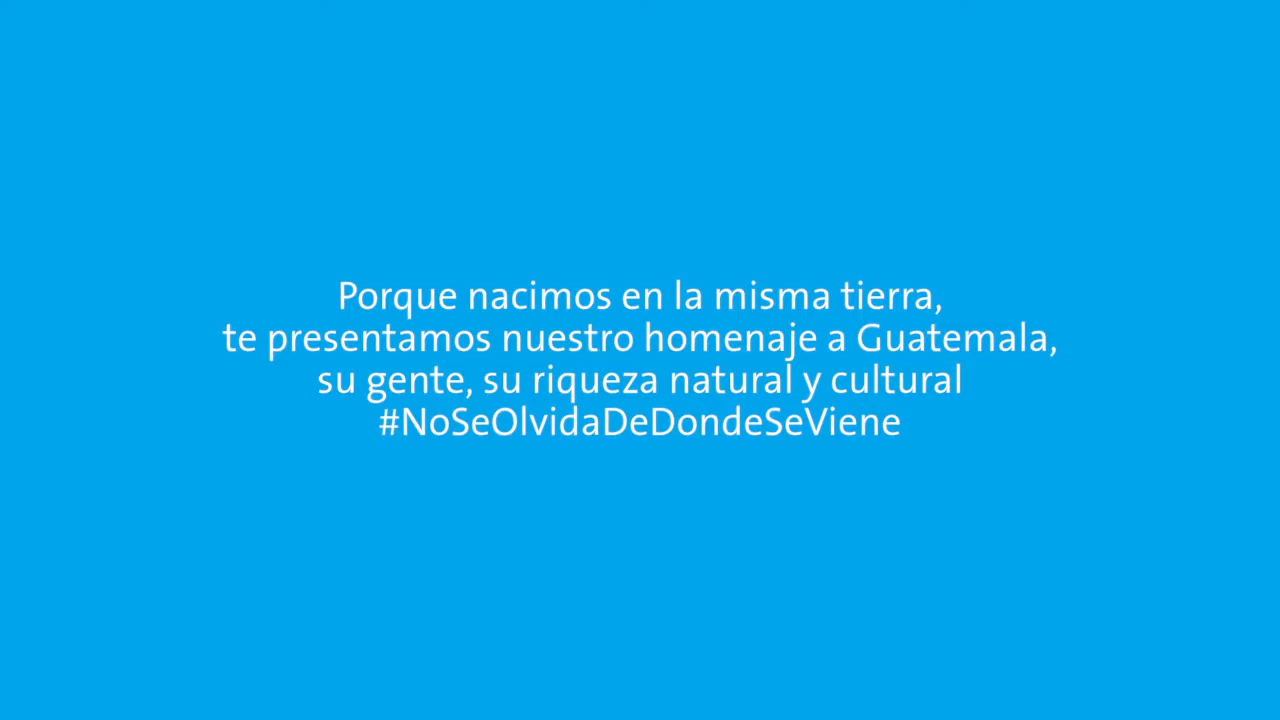 Porque nacimos en la misma tierra,
te presentamos nuestro homenaje a Guatemala,
su gente, su riqueza natural y cultural
#NoSeOlvidaDeDondeSeViene